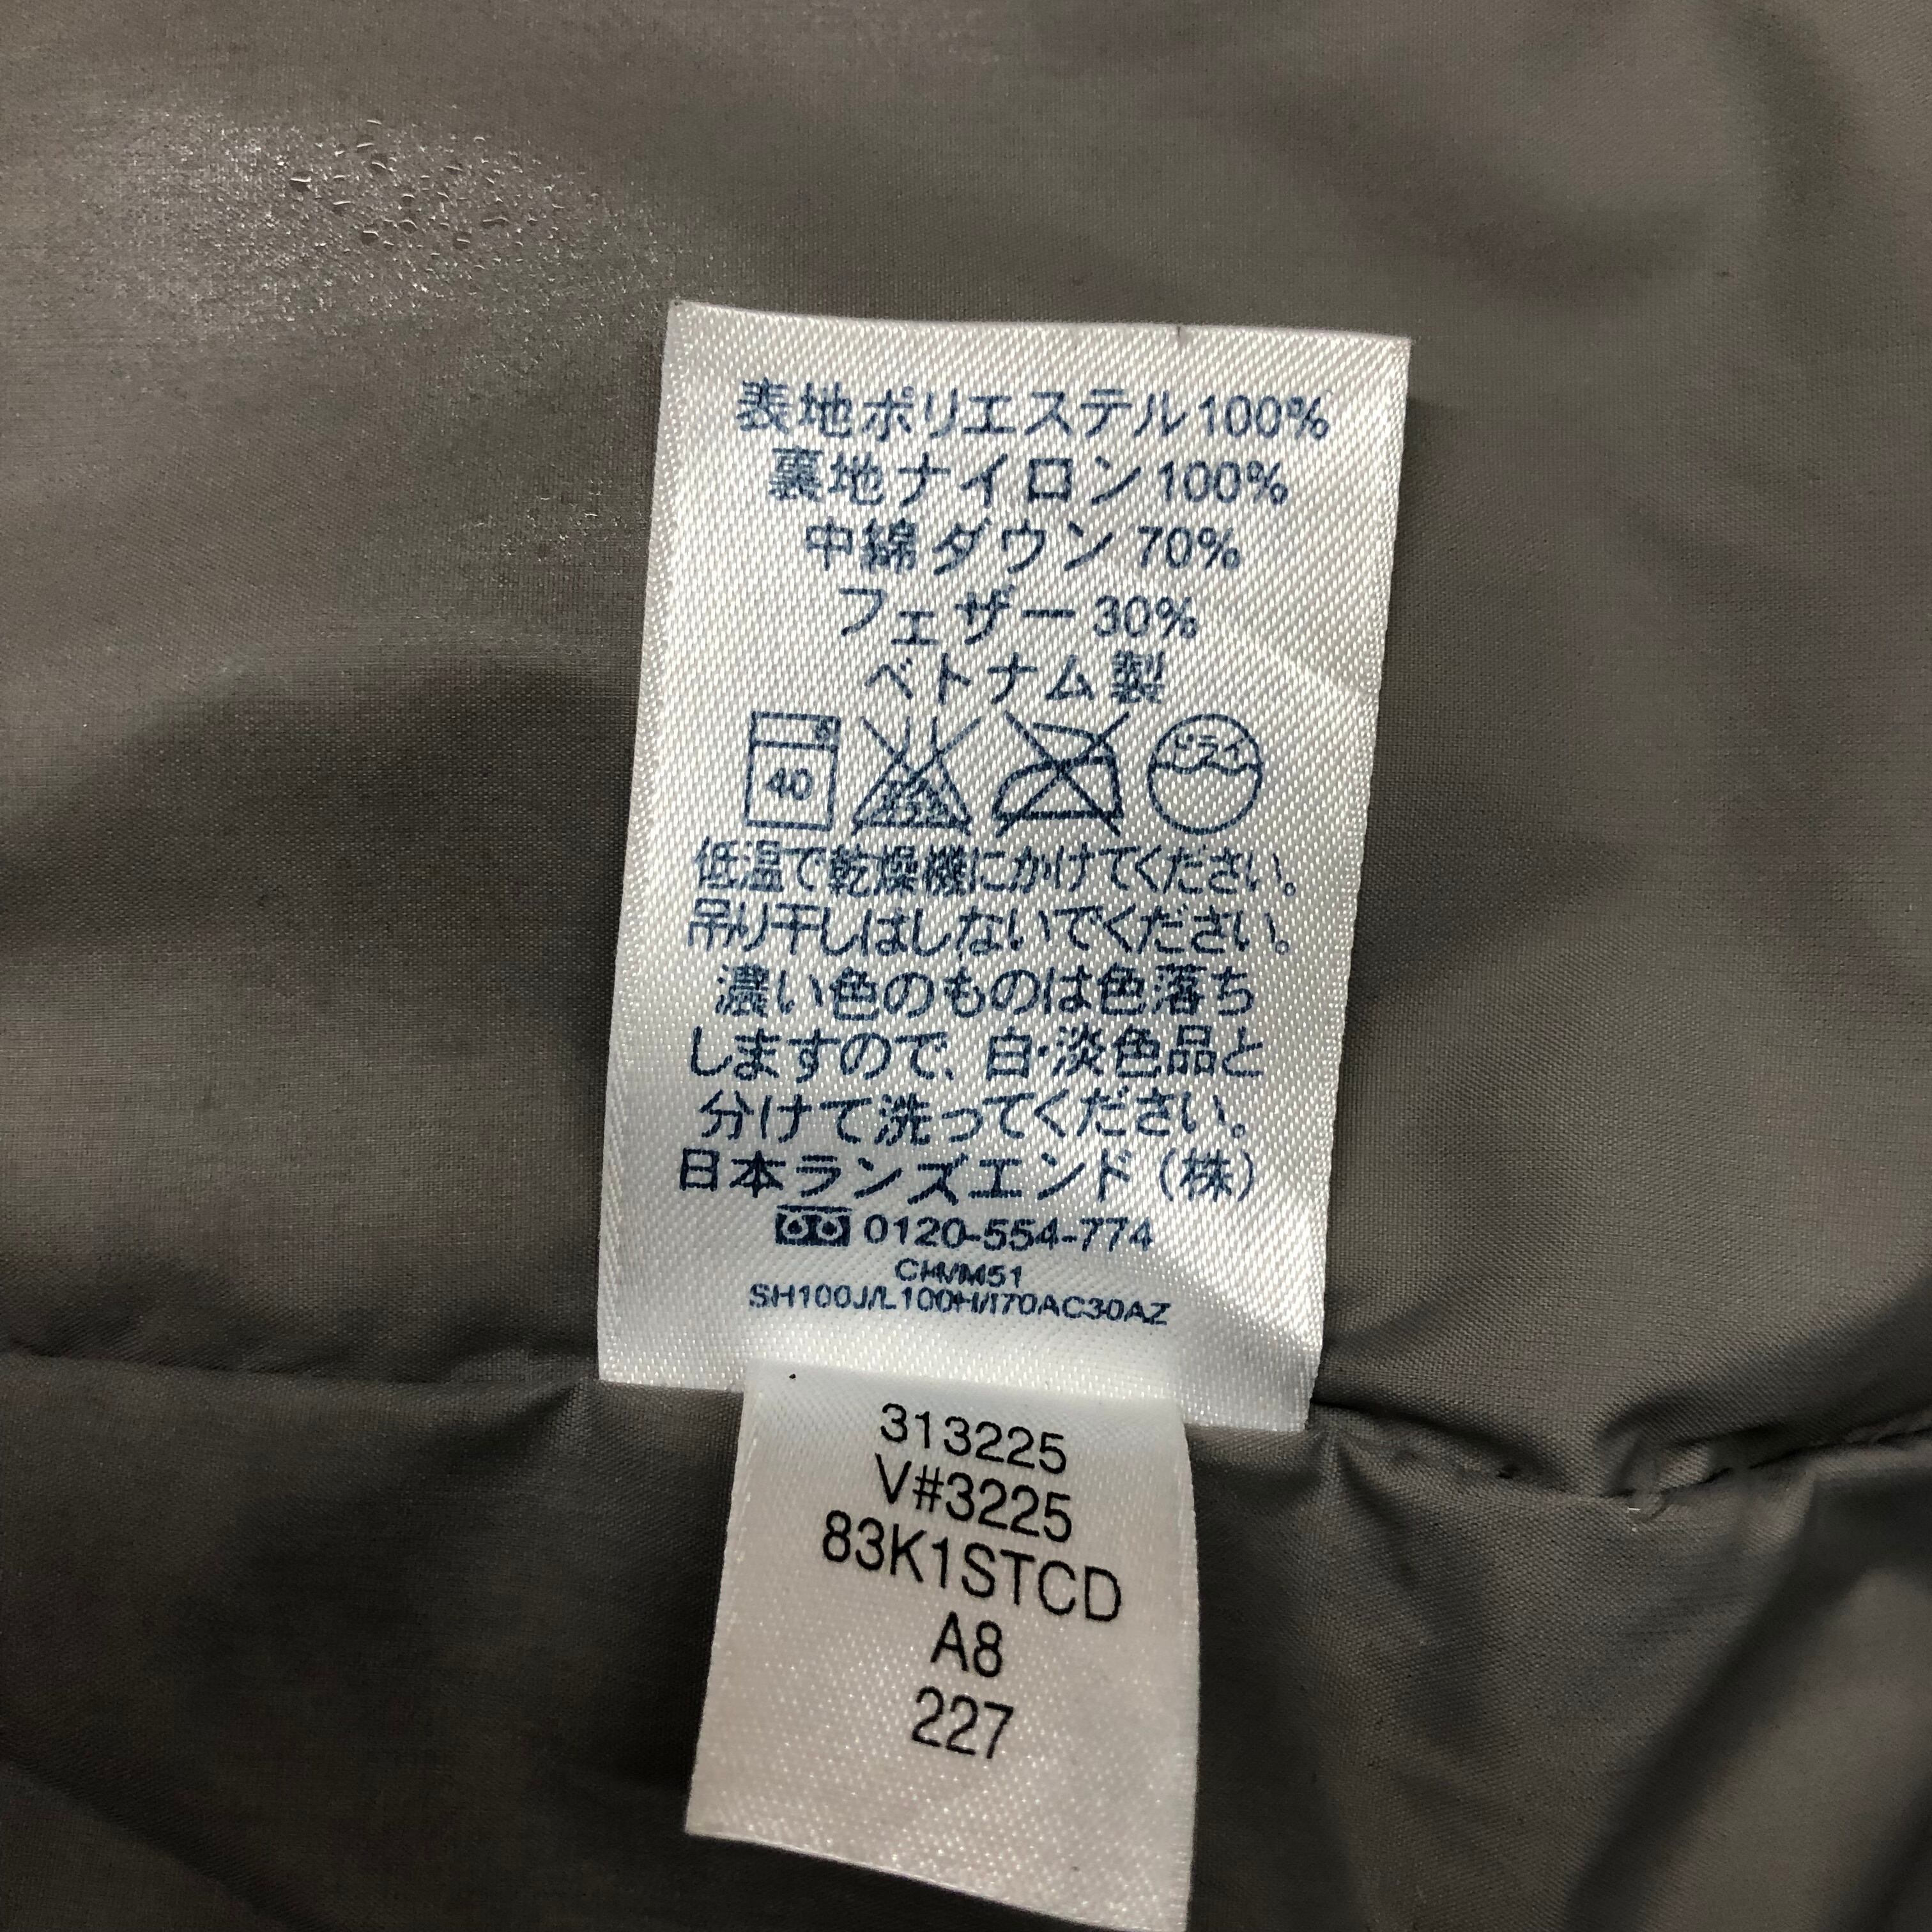 表地ポリエステル100%
裏地ナイロン100%
中綿ダウン70%
フェザー30%
ベトナム製
40 ドライ
低温で乾燥機にかけてください。
吊り干しはしないでください。
濃い色のものは色落ち
しますので、白・淡色品と
分けて洗ってください。
日本ランズエンド(株)
0120-554-774
CH/M51
SH100J/L100H/I70AC30AZ
313225
V#3225
83K1STCD
A8
227